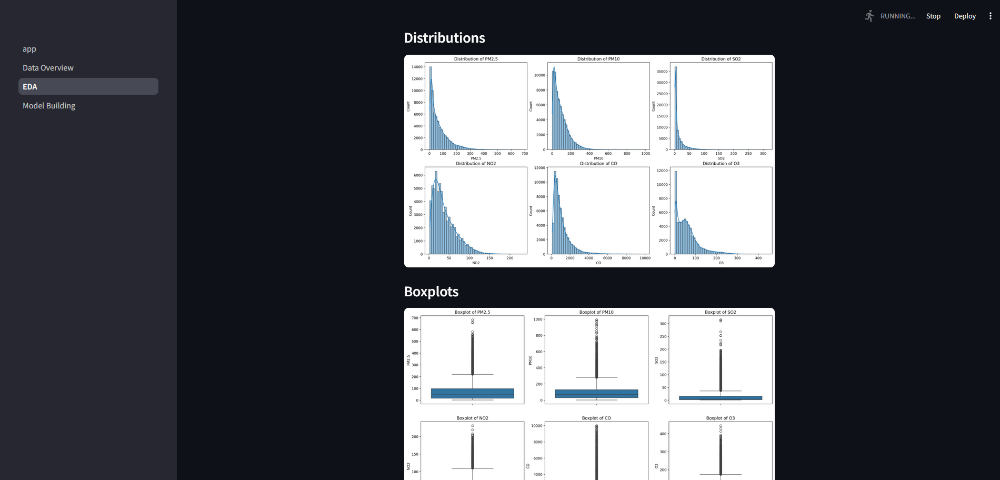 RUNNING...
Stop
Deploy
app
Data Overview
EDA
Model Building
Distributions
Distribution of PM2.5
14000
12000
10000
8000
6000
4000
2000
0
Count
0 100 200 300 400 500 600 700
PM2.5
Distribution of PM10
10000
8000
6000
4000
2000
0
Count
0 200 400 600 800 1000
PM10
Distribution of SO2
35000
30000
25000
20000
15000
10000
5000
0
Count
0 50 100 150 200 250 300
SO2
Distribution of NO2
6000
5000
4000
3000
2000
1000
0
Count
0 50 100 150 200
NO2
Distribution of CO
12000
10000
8000
6000
4000
2000
0
Count
0 2000 4000 6000 8000 10000
CO
Distribution of O3
12000
10000
8000
6000
4000
2000
0
Count
0 100 200 300 400
O3
Boxplots
Boxplot of PM2.5
700
600
500
400
300
200
100
0
PM2.5
Boxplot of PM10
1000
800
600
400
200
0
PM10
Boxplot of SO2
300
250
200
150
100
50
0
SO2
Boxplot of NO2
200
150
100
NO2
Boxplot of CO
10000
8000
6000
4000
CO
Boxplot of O3
400
300
200
O3